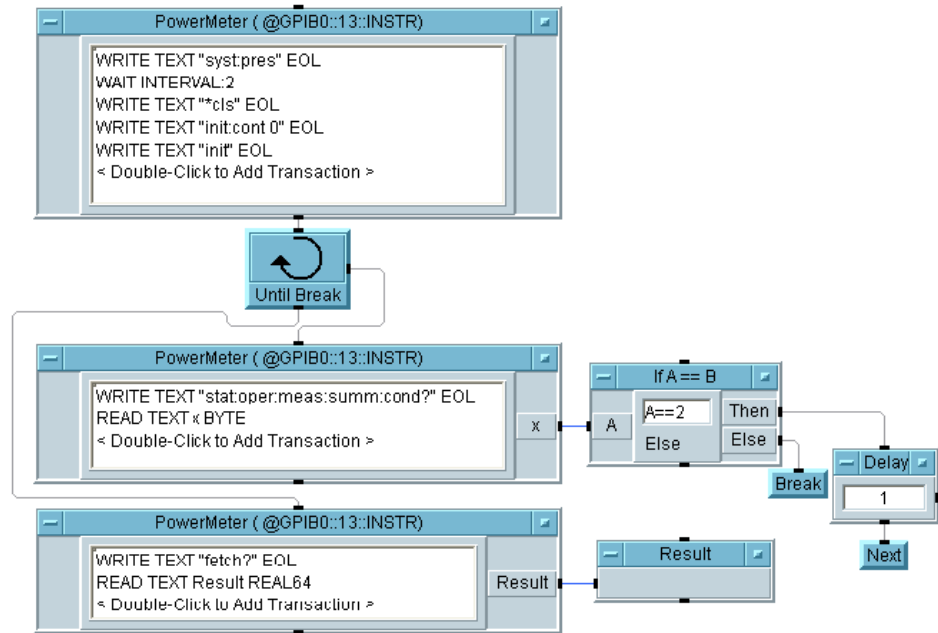 PowerMeter ( @GPIB0::13::INSTR)
WRITE TEXT "syst:pres" EOL
WAIT INTERVAL:2
WRITE TEXT "*cls" EOL
WRITE TEXT "init:cont 0" EOL
WRITE TEXT "init" EOL
< Double-Click to Add Transaction >
Until Break
PowerMeter ( @GPIB0::13::INSTR)
WRITE TEXT "stat:oper:meas:summ:cond?" EOL
READ TEXT x BYTE
< Double-Click to Add Transaction >
x
If A == B
A
A==2
Then
Else
Else
Break
Delay
1
Next
PowerMeter ( @GPIB0::13::INSTR)
WRITE TEXT "fetch?" EOL
READ TEXT Result REAL64
< Double-Click to Add Transaction >
Result
Result